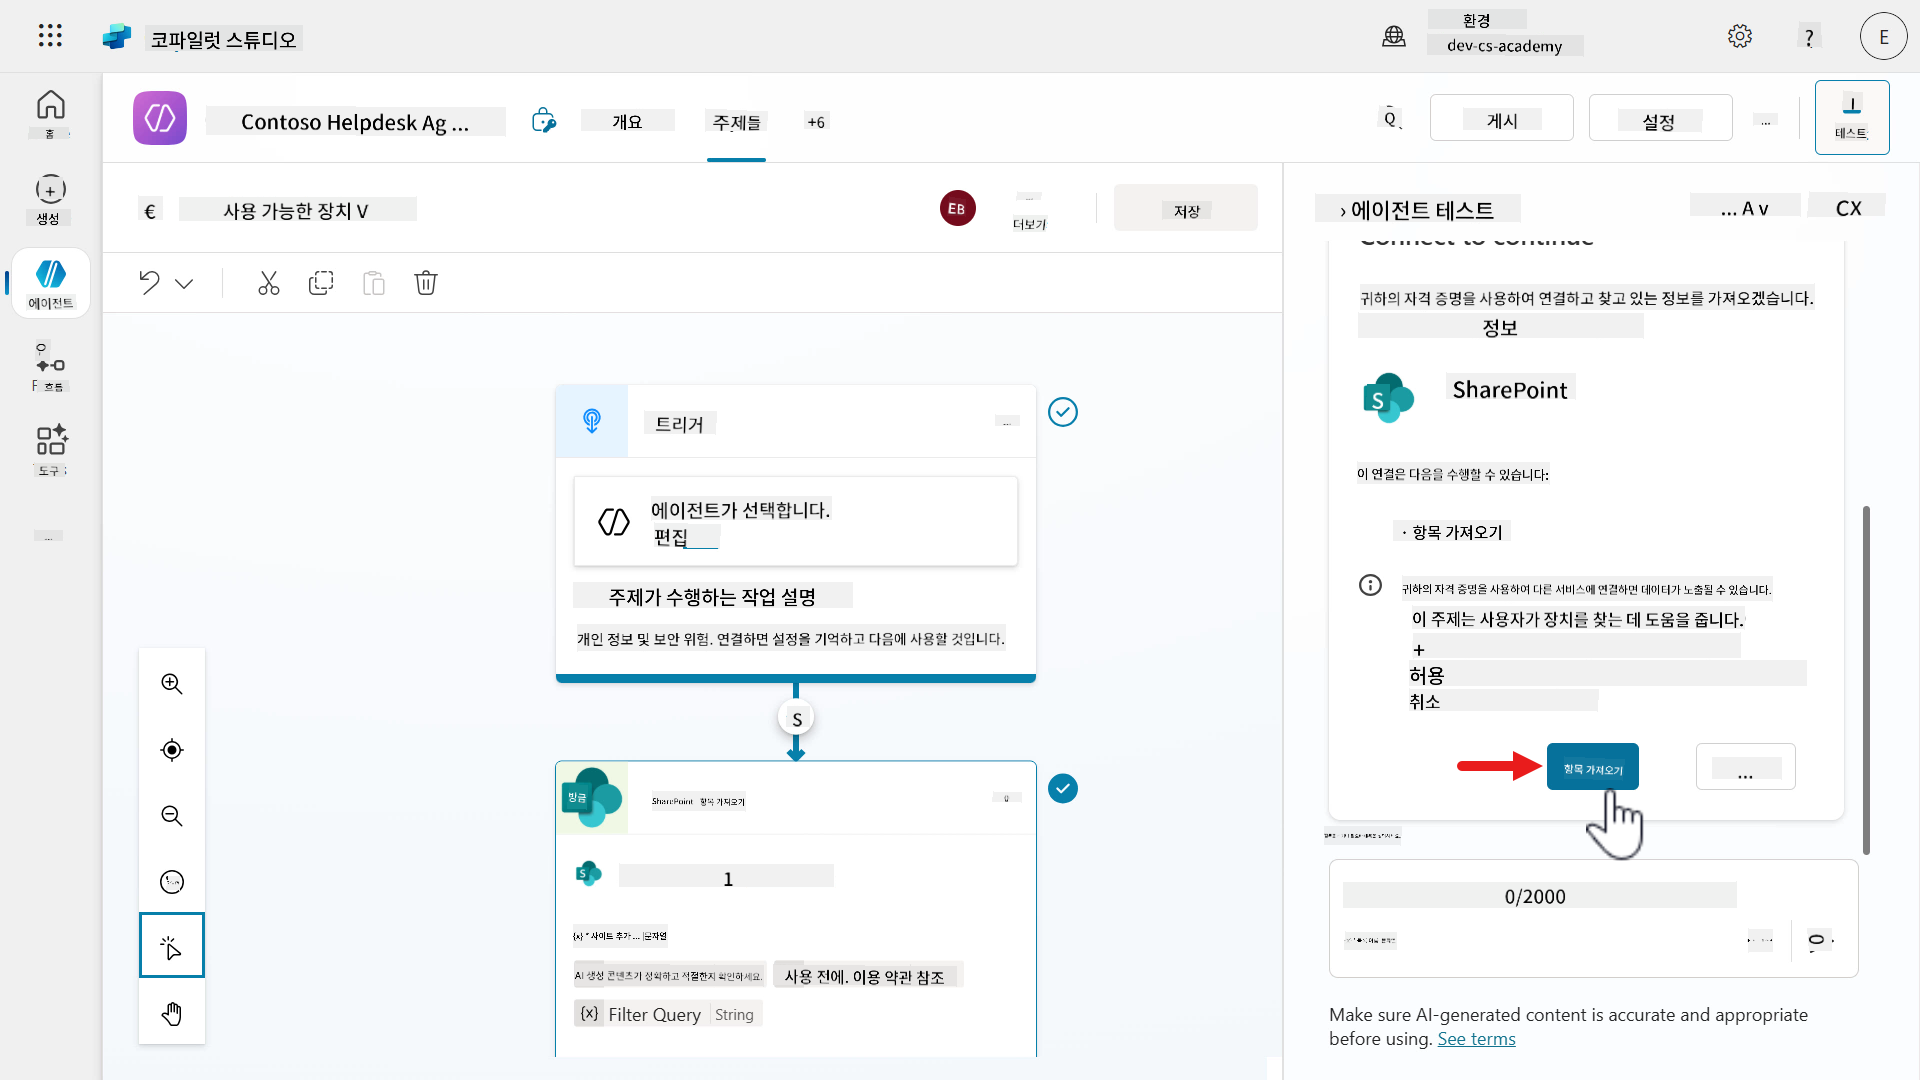 코파일럿 스튜디오
환경
dev-cs-academy
?
E
홈
생성
에이전트
흐름
도구
...
Contoso Helpdesk Ag ...
개요
주제들
+6
게시
설정
...
테스트
€
사용 가능한 장치 V
EB
...
더보기
저장
트리거
...
에이전트가 선택합니다.
편집
주제가 수행하는 작업 설명
개인 정보 및 보안 위험. 연결하면 설정을 기억하고 다음에 사용할 것입니다.
S
방금
SharePoint 항목 가져오기
S
1
{x} * 사이트 추가 ... |문자열
AI 생성 콘텐츠가 정확하고 적절한지 확인하세요.
사용 전에. 이용 약관 참조
{x} Filter Query String
› 에이전트 테스트
... A v
CX
Connect to continue
귀하의 자격 증명을 사용하여 연결하고 찾고 있는 정보를 가져오겠습니다.
정보
S
SharePoint
이 연결은 다음을 수행할 수 있습니다:
· 항목 가져오기
귀하의 자격 증명을 사용하여 다른 서비스에 연결하면 데이터가 노출될 수 있습니다.
이 주제는 사용자가 장치를 찾는 데 도움을 줍니다.
+
허용
취소
항목 가져오기
...
0/2000
Make sure AI-generated content is accurate and appropriate
before using. See terms